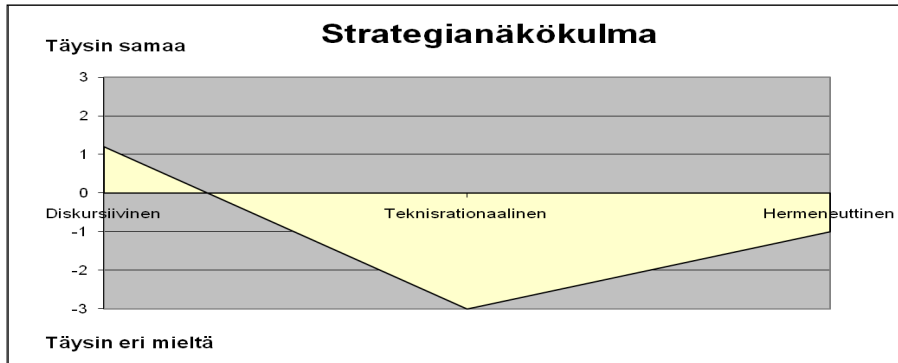 Strategianäkökulma
Täysin samaa
3
2
1
0
Diskursiivinen Teknisrationaalinen Hermeneuttinen
-1
-2
-3
Täysin eri mieltä